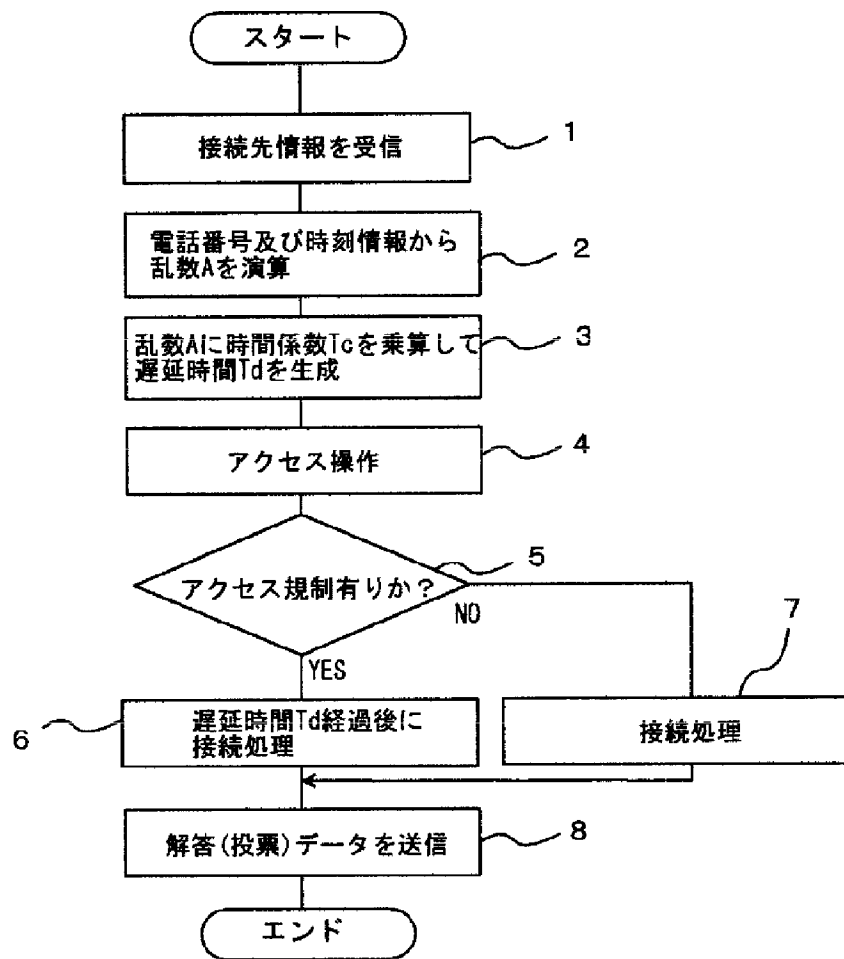 スタート
接続先情報を受信
1
電話番号及び時刻情報から
乱数Aを演算
2
乱数Aに時間係数Tcを乗算して
遅延時間Tdを生成
3
アクセス操作
4
アクセス規制有りか？
5
NO
YES
7
6
遅延時間Td経過後に
接続処理
接続処理
解答(投票)データを送信
8
エンド